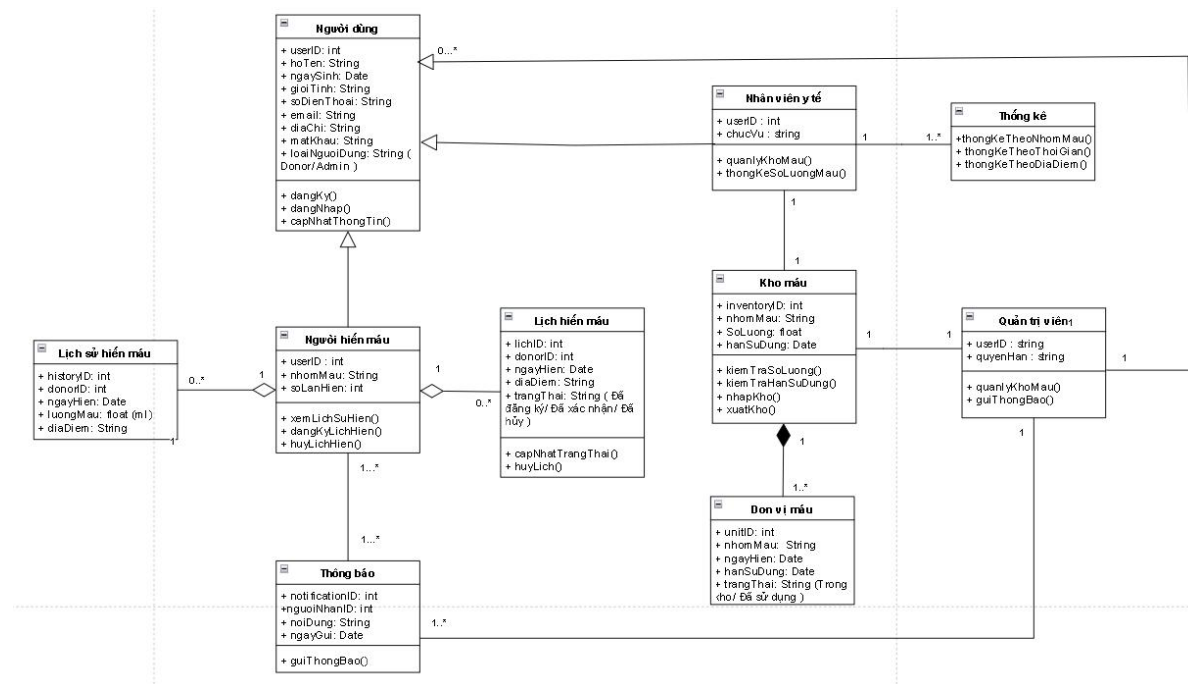 Người dùng
+ userID: int
+ hoTen: String
+ ngaySinh: Date
+ gioiTinh: String
+ soDienThoai: String
+ email: String
+ diaChi: String
+ matKhau: String
+ loaiNguoiDung: String (
Donor/Admin )
+ dangKy()
+ dangNhap()
+ capNhatThongTin()
0...*
Nhân viên y tế
+ userID : int
+ chucVu : string
+ quanlyKhoMau()
+ thongKeSoLuongMau()
1
1..*
1
1
Thống kê
+thongKeTheoNhomMau()
+ thongKeTheoThoiGian()
+ thongKeTheoDiaDiem()
Kho máu
+ inventoryID: int
+ nhomMau: String
+ SoLuong: float
+ hanSuDung: Date
+ kiemTraSoLuong()
+ kiemTraHanSuDung()
+ nhapKho()
+ xuatKho()
1
1
1
1..*
Quản trị viên1
+ userID : string
+ quyenHan : string
+ quanlyKhoMau()
+ guiThongBao()
1
1
Lịch sử hiến máu
+ historyID: int
+ donorID: int
+ ngayHien: Date
+ luongMau: float (ml)
+ diaDiem: String
1
0..*
1
Người hiến máu
+ userID : int
+ nhomMau: String
+ soLanHien: int
+ xemLichSuHien()
+ dangKyLichHien()
+ huyLichHien()
1
0..*
1...*
1...*
Lịch hiến máu
+ lichID: int
+ donorID: int
+ ngayHien: Date
+ diaDiem: String
+ trangThai: String ( Đã
đăng ký/ Đã xác nhận/ Đã
hủy )
+ capNhatTrangThai()
+ huyLich()
Đơn vị máu
+ unitID: int
+ nhomMau: String
+ ngayHien: Date
+ hanSuDung: Date
+ trangThai: String (Trong
kho/ Đã sử dụng )
Thông báo
+ notificationID: int
+nguoiNhanID: int
+ noiDung: String
+ ngayGui: Date
+ guiThongBao()
1..*